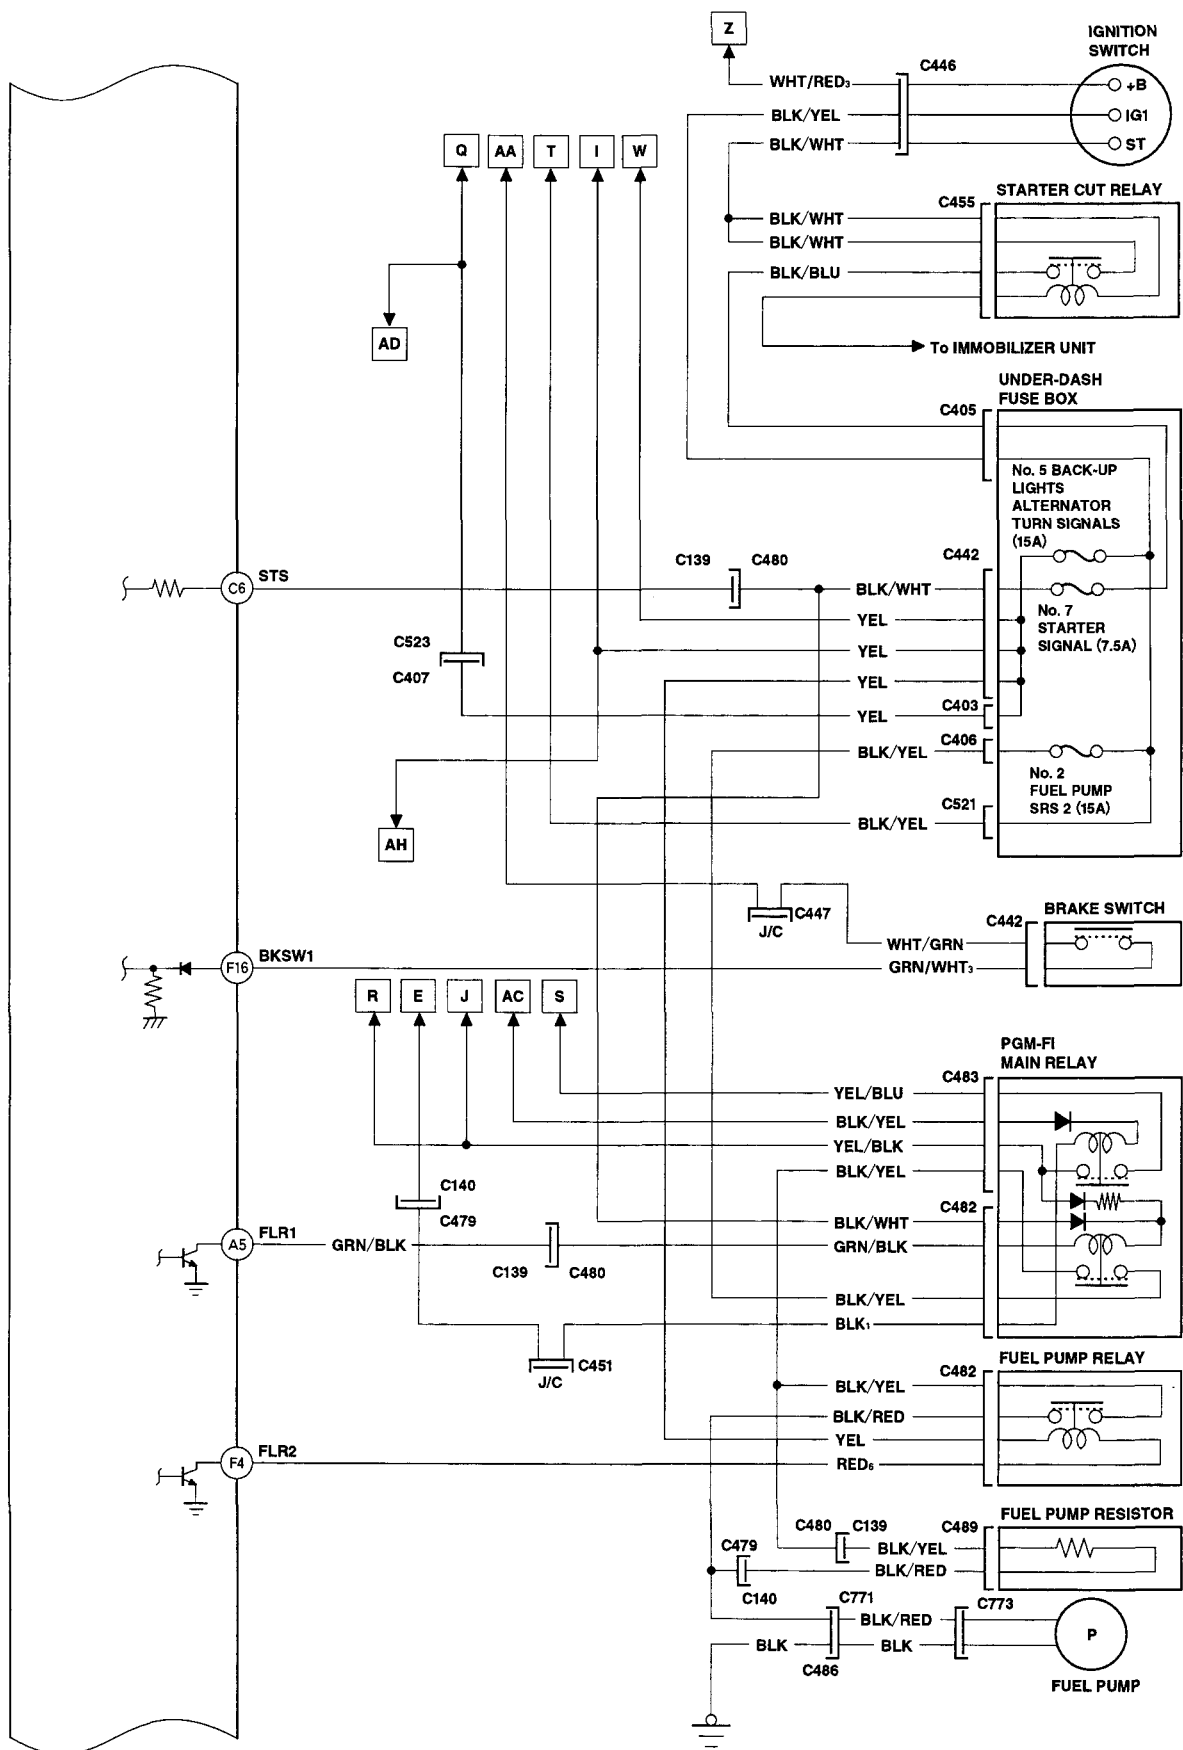 Z
IGNITION
SWITCH
C446
WHT/RED3
+B
BLK/YEL
IG1
BLK/WHT
ST
Q
AA
T
I
W
STARTER CUT RELAY
C455
BLK/WHT
BLK/WHT
BLK/BLU
AD
To IMMOBILIZER UNIT
UNDER-DASH
FUSE BOX
C405
No. 5 BACK-UP
LIGHTS
ALTERNATOR
TURN SIGNALS
(15A)
C139
C480
C442
STS
C6
BLK/WHT
YEL
No. 7
STARTER
SIGNAL (7.5A)
C523
C407
YEL
YEL
C403
YEL
C406
BLK/YEL
No. 2
FUEL PUMP
SRS 2 (15A)
C521
BLK/YEL
AH
C447
J/C
C442
BRAKE SWITCH
WHT/GRN
BKSW1
F16
GRN/WHT3
R
E
J
AC
S
PGM-FI
MAIN RELAY
C483
YEL/BLU
BLK/YEL
YEL/BLK
BLK/YEL
C140
C479
C482
BLK/WHT
FLR1
A5
GRN/BLK
GRN/BLK
C139
C480
BLK/YEL
BLK1
C451
J/C
FUEL PUMP RELAY
C482
BLK/YEL
BLK/RED
YEL
FLR2
F4
RED6
FUEL PUMP RESISTOR
C480
C139
C489
C479
BLK/YEL
BLK/RED
C140
C771
C773
BLK/RED
BLK
BLK
P
C486
FUEL PUMP